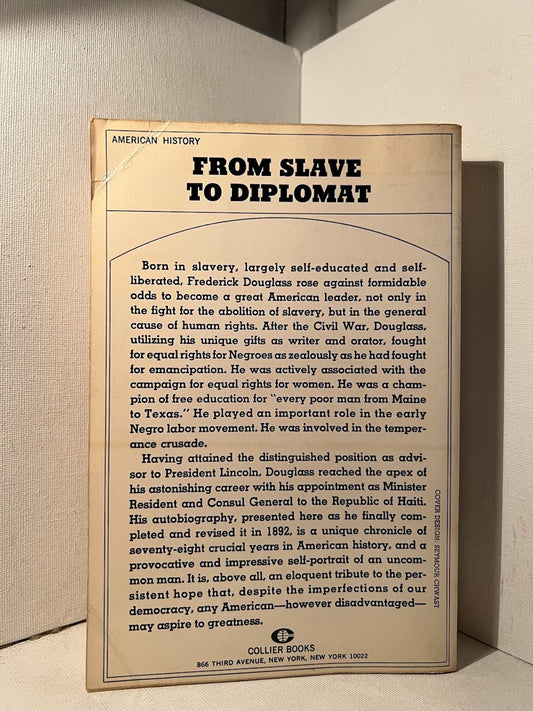 AMERICAN HISTORY
FROM SLAVE
TO DIPLOMAT
Born in slavery, largely self-educated and self-
liberated, Frederick Douglass rose against formidable
odds to become a great American leader, not only in
the fight for the abolition of slavery, but in the general
cause of human rights. After the Civil War, Douglass,
utilizing his unique gifts as writer and orator, fought
for equal rights for Negroes as zealously as he had fought
for emancipation. He was actively associated with the
campaign for equal rights for women. He was a cham-
pion of free education for "every poor man from Maine
to Texas." He played an important role in the early
Negro labor movement. He was involved in the temper-
ance crusade.
Having attained the distinguished position as advi-
sor to President Lincoln, Douglass reached the apex of
his astonishing career with his appointment as Minister
Resident and Consul General to the Republic of Haiti.
His autobiography, presented here as he finally com-
pleted and revised it in 1892, is a unique chronicle of
seventy-eight crucial years in American history, and a
provocative and impressive self-portrait of an uncom-
mon man. It is, above all, an eloquent tribute to the per-
sistent hope that, despite the imperfections of our
democracy, any American—however disadvantaged—
may aspire to greatness.
COVER DESIGN: SEYMOUR CHWAST
COLLIER BOOKS
866 THIRD AVENUE, NEW YORK, NEW YORK 10022